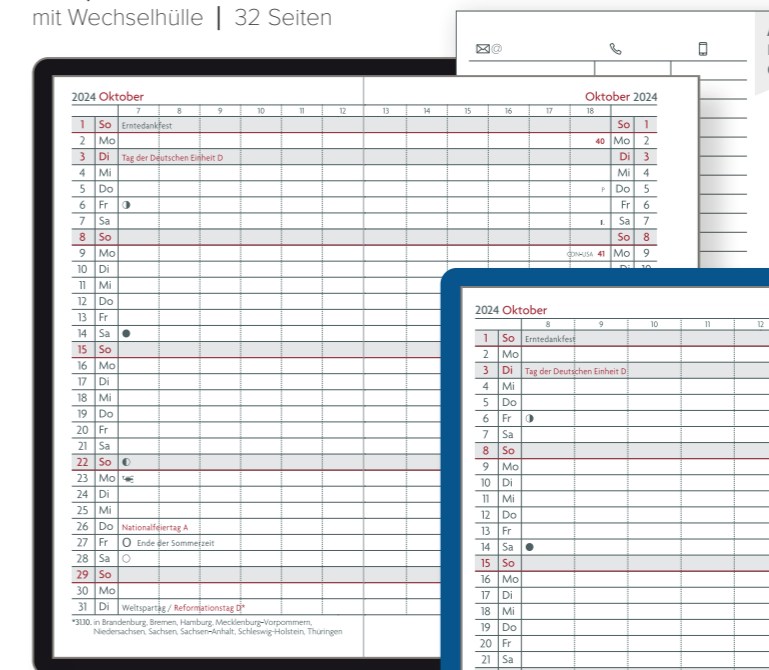 mit Wechselhülle | 32 Seiten
@
2024 Oktober Oktober 2024
7 8 9 10 11 12 13 14 15 16 17 18
1 So Erntedankfest So 1
2 Mo 40 Mo 2
3 Di Tag der Deutschen Einheit D Di 3
4 Mi Mi 4
5 Do P Do 5
6 Fr Fr 6
7 Sa I. Sa 7
8 So So 8
9 Mo CDN-USA 41 Mo 9
10 Di Di 10
11 Mi
12 Do
13 Fr
14 Sa
15 So
16 Mo
17 Di
18 Mi
19 Do
20 Fr
21 Sa
22 So
23 Mo
24 Di
25 Mi
26 Do Nationalfeiertag A
27 Fr Ende der Sommerzeit
28 Sa
29 So
30 Mo
31 Di Weltspartag / Reformationstag D*
*31.10. in Brandenburg, Bremen, Hamburg, Mecklenburg-Vorpommern,
Niedersachsen, Sachsen, Sachsen-Anhalt, Schleswig-Holstein, Thüringen
2024 Oktober
8 9 10 11 12
1 So Erntedankfest
2 Mo
3 Di Tag der Deutschen Einheit D
4 Mi
5 Do
6 Fr
7 Sa
8 So
9 Mo
10 Di
11 Mi
12 Do
13 Fr
14 Sa
15 So
16 Mo
17 Di
18 Mi
19 Do
20 Fr
21 Sa